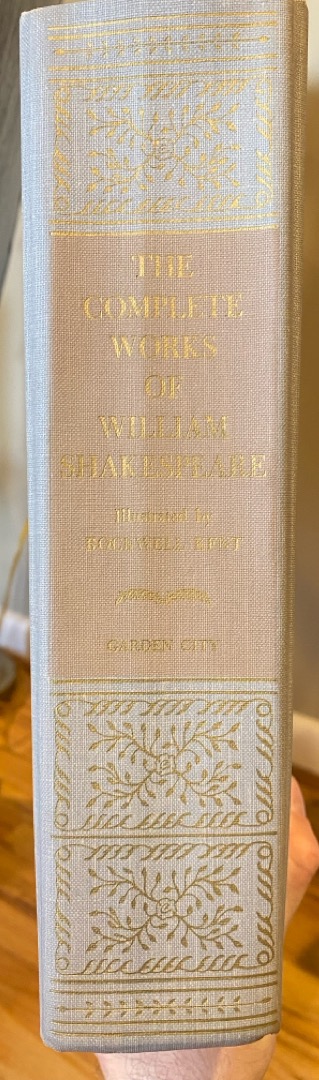 THE
COMPLETE
WORKS
OF
WILLIAM
SHAKESPEARE
Illustrated by
ROCKWELL KENT
GARDEN CITY